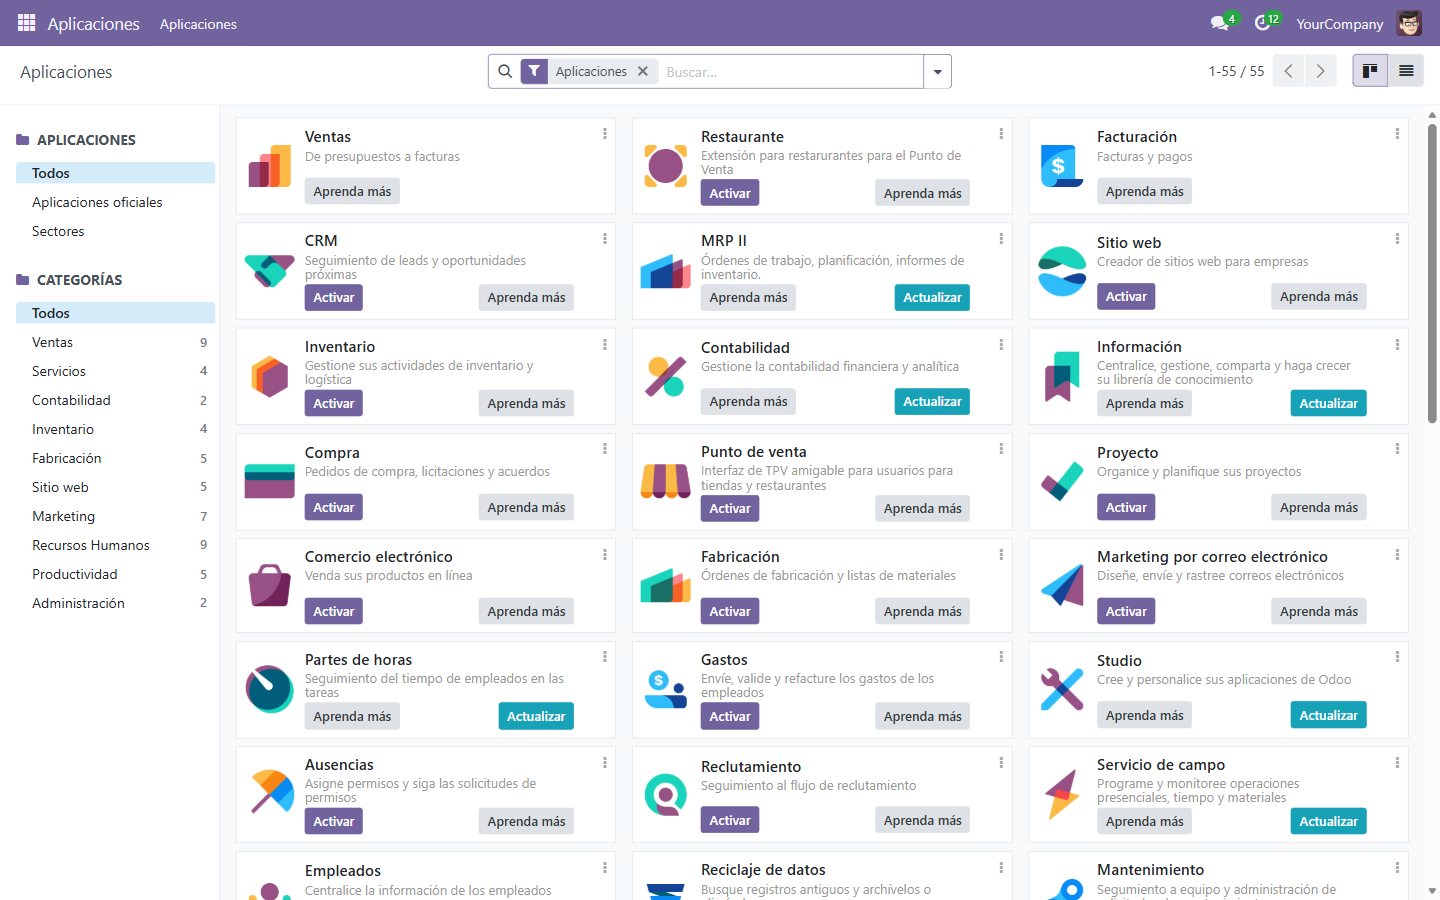 Aplicaciones
Aplicaciones
4
12
YourCompany
Aplicaciones
Aplicaciones
Buscar...
1-55 / 55
APLICACIONES
Todos
Aplicaciones oficiales
Sectores
CATEGORÍAS
Todos
Ventas 9
Servicios 4
Contabilidad 2
Inventario 4
Fabricación 5
Sitio web 5
Marketing 7
Recursos Humanos 9
Productividad 5
Administración 2
Ventas
De presupuestos a facturas
Aprenda más
Restaurante
Extensión para restarurantes para el Punto de
Venta
Activar
Aprenda más
Facturación
Facturas y pagos
Aprenda más
CRM
Seguimiento de leads y oportunidades
próximas
Activar
Aprenda más
MRP II
Órdenes de trabajo, planificación, informes de
inventario.
Aprenda más
Actualizar
Sitio web
Creador de sitios web para empresas
Activar
Aprenda más
Inventario
Gestione sus actividades de inventario y
logística
Activar
Aprenda más
Contabilidad
Gestione la contabilidad financiera y analítica
Aprenda más
Actualizar
Información
Centralice, gestione, comparta y haga crecer
su librería de conocimiento
Aprenda más
Actualizar
Compra
Pedidos de compra, licitaciones y acuerdos
Activar
Aprenda más
Punto de venta
Interfaz de TPV amigable para usuarios para
tiendas y restaurantes
Activar
Aprenda más
Proyecto
Organice y planifique sus proyectos
Activar
Aprenda más
Comercio electrónico
Venda sus productos en línea
Activar
Aprenda más
Fabricación
Órdenes de fabricación y listas de materiales
Activar
Aprenda más
Marketing por correo electrónico
Diseñe, envíe y rastree correos electrónicos
Activar
Aprenda más
Partes de horas
Seguimiento del tiempo de empleados en las
tareas
Aprenda más
Actualizar
Gastos
Envíe, valide y refacture los gastos de los
empleados
Activar
Aprenda más
Studio
Cree y personalice sus aplicaciones de Odoo
Aprenda más
Actualizar
Ausencias
Asigne permisos y siga las solicitudes de
permisos
Activar
Aprenda más
Reclutamiento
Seguimiento al flujo de reclutamiento
Activar
Aprenda más
Servicio de campo
Programe y monitoree operaciones
presenciales, tiempo y materiales
Aprenda más
Actualizar
Empleados
Centralice la información de los empleados
Reciclaje de datos
Busque registros antiguos y archívelos o
Mantenimiento
Segumiento a equipo y administración de